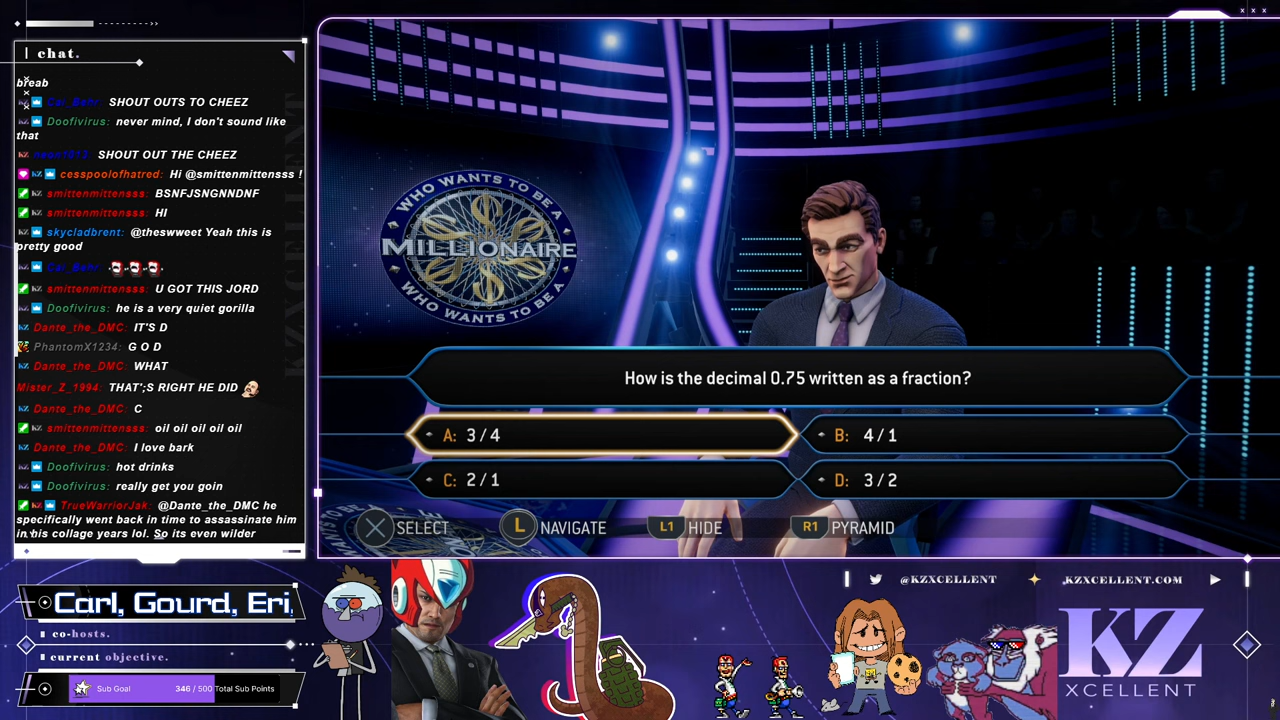 chat.
break
Car_Behr: SHOUT OUTS TO CHEEZ
Doofivirus: never mind, I don't sound like
that
SHOUT OUT THE CHEEZ
cesspoolofhatred: Hi @smittenmittensss !
smittenmittensss: BSNFJSNGNNDNF
smittenmittensss: HI
skycladbrent: @theswweet Yeah this is
pretty good
Car_Behr:
smittenmittensss: U GOT THIS JORD
Doofivirus: he is a very quiet gorilla
Dante_the_DMC: IT'S D
PhantomX1234: G O D
Dante_the_DMC: WHAT
Mister_Z_1994: THAT';S RIGHT HE DID
Dante_the_DMC: C
smittenmittensss: oil oil oil oil oil
Dante_the_DMC: I love bark
Doofivirus: hot drinks
Doofivirus: really get you goin
TrueWarriorJak: @Dante_the_DMC he
specifically went back in time to assassinate him
in his collage years lol. So its even wilder
KZXCELLENT
WHO WANTS TO BE A
MILLIONAIRE
WHO WANTS TO BE A
How is the decimal 0.75 written as a fraction?
A: 3/4
B: 4/1
C: 2/1
D: 3/2
SELECT
L NAVIGATE
L1 HIDE
R1 PYRAMID
Carl, Gourd, Eri,
co-hosts.
current objective.
Sub Goal 346 / 500 Total Sub Points
@KZXCELLENT
KZXCELLENT.COM
KZ
XCELLENT